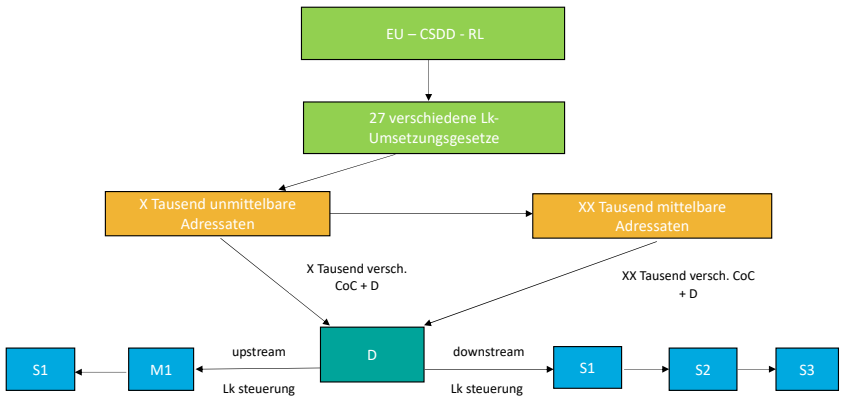 EU – CSDD - RL
27 verschiedene Lk-
Umsetzungsgesetze
X Tausend unmittelbare
Adressaten
XX Tausend mittelbare
Adressaten
X Tausend versch.
CoC + D
XX Tausend versch. CoC
+ D
S1
M1
upstream
Lk steuerung
D
downstream
Lk steuerung
S1
S2
S3